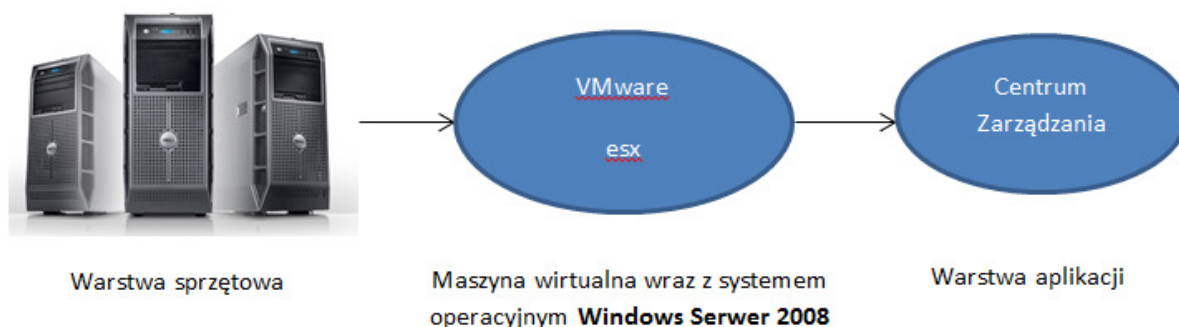 VMware
esx
Centrum
Zarządzania
Warstwa sprzętowa
Maszyna wirtualna wraz z systemem
operacyjnym Windows Serwer 2008
Warstwa aplikacji